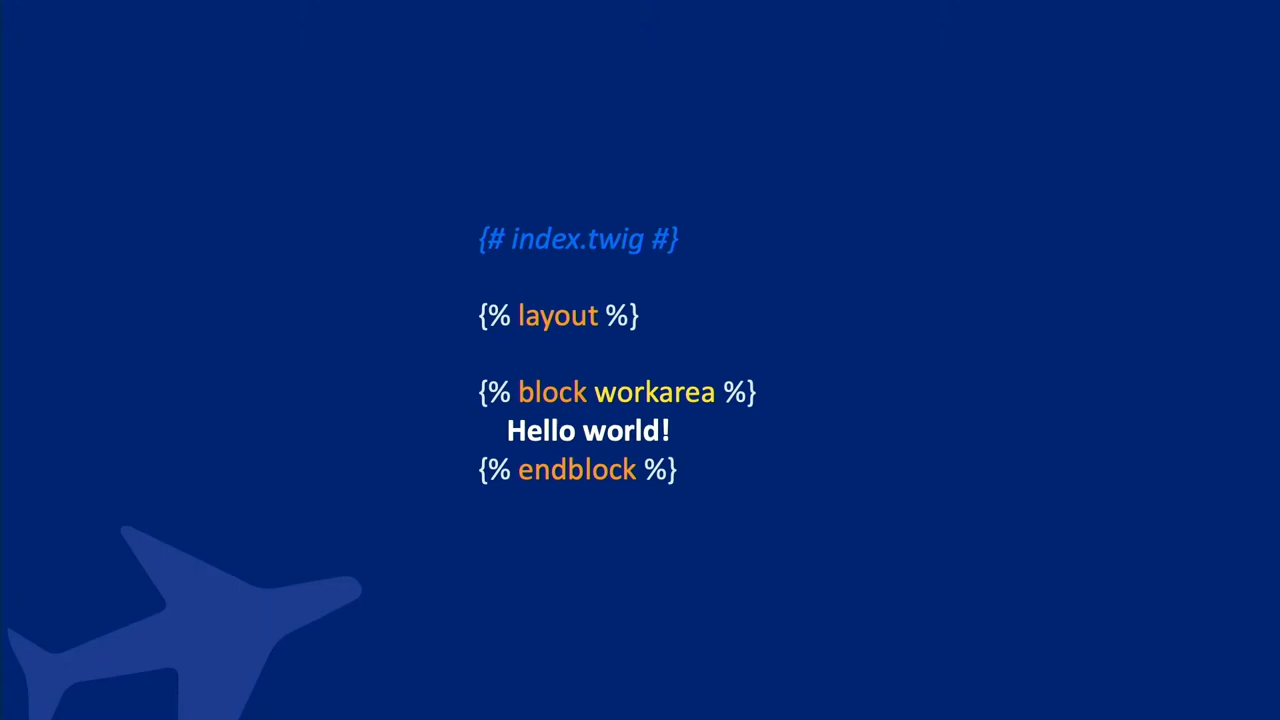 {# index.twig #}
{% layout %}
{% block workarea %}
Hello world!
{% endblock %}